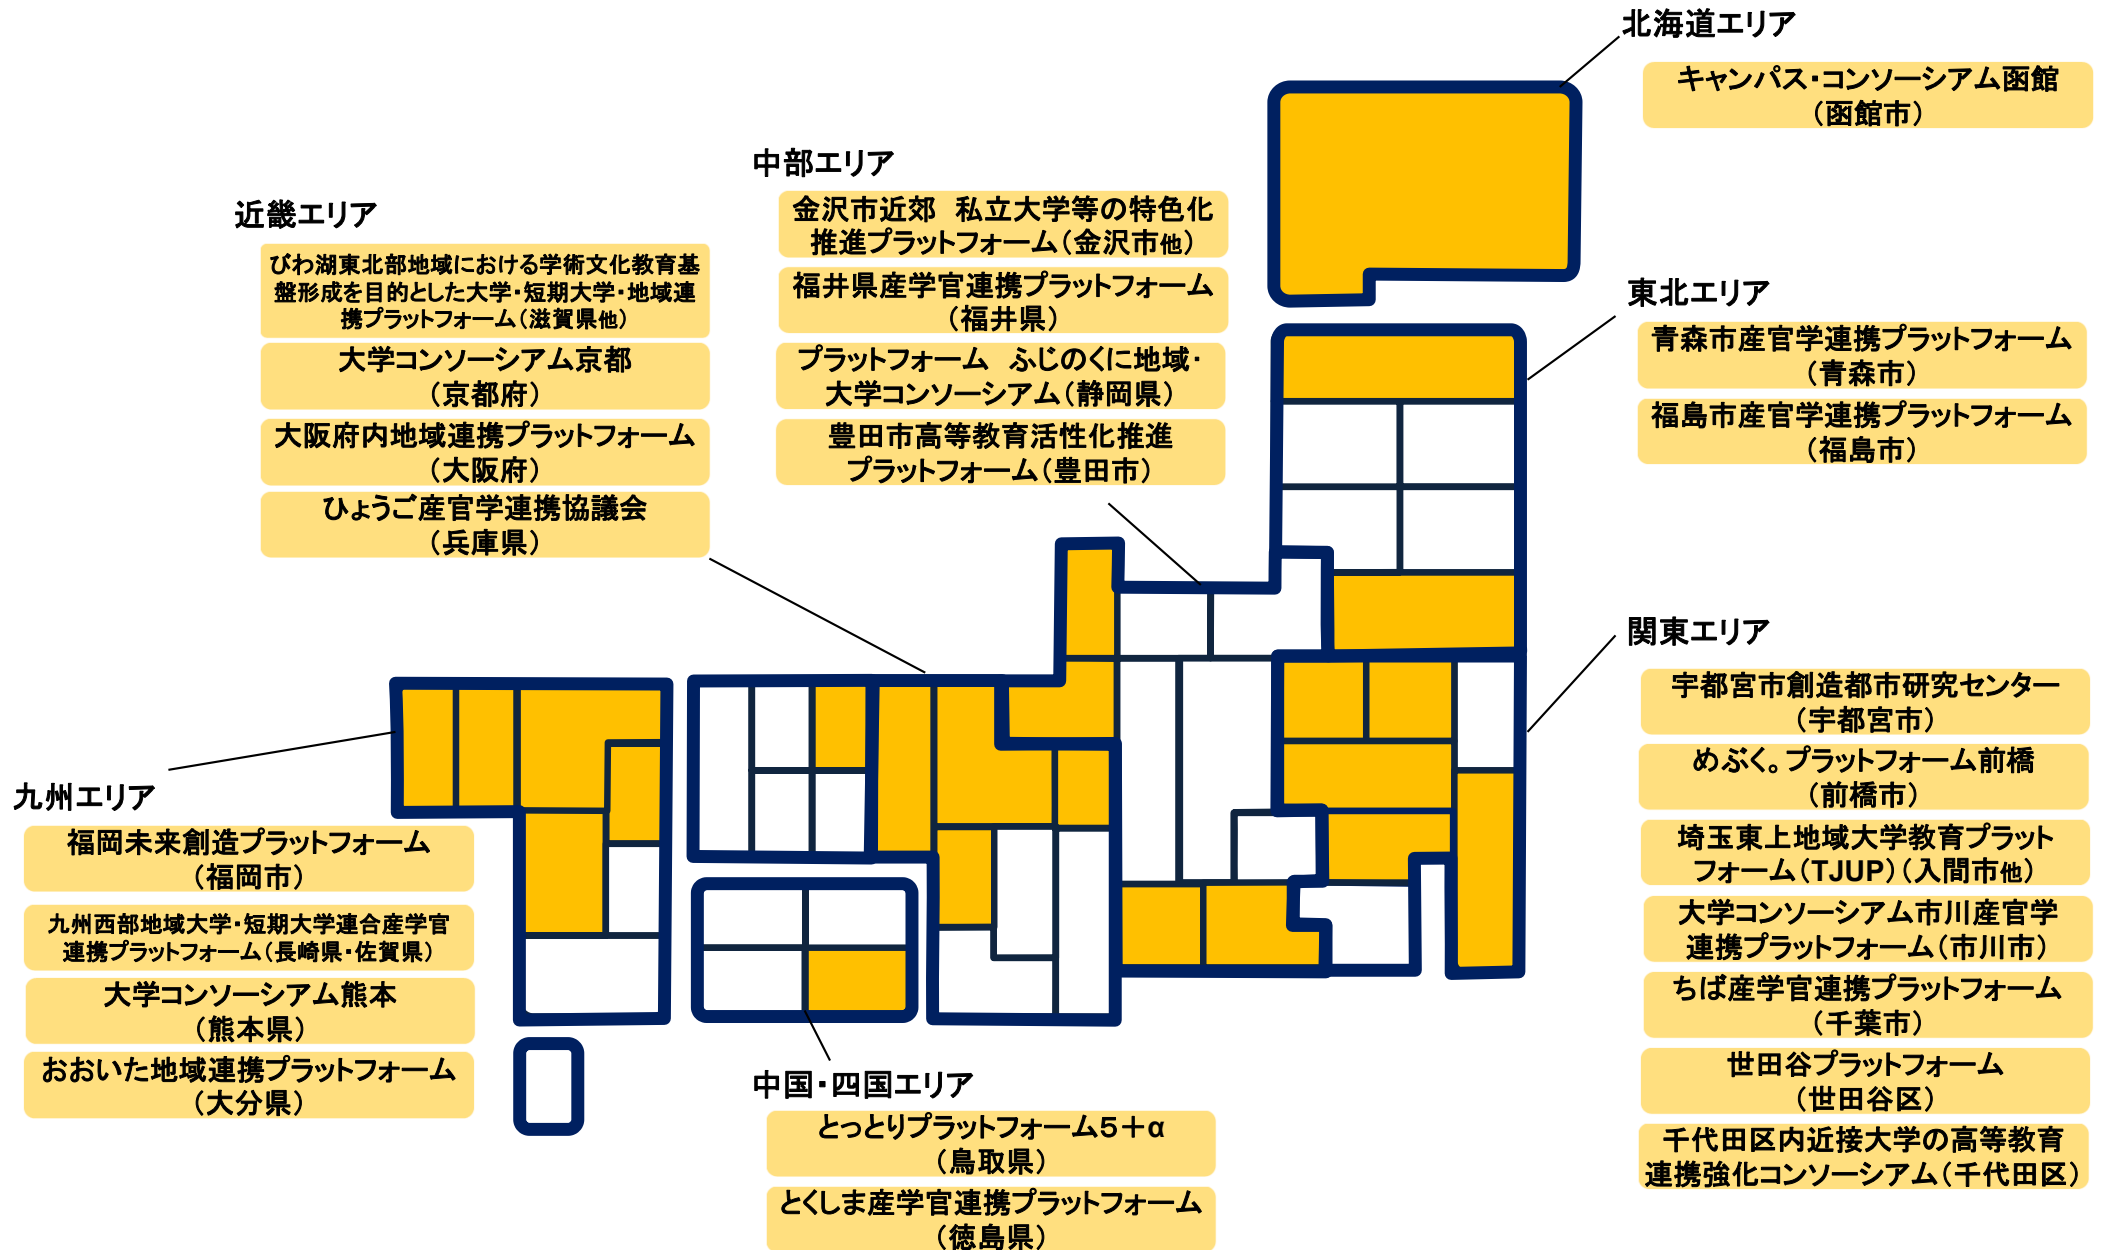 北海道エリア
キャンパス・コンソーシアム函館
（函館市）
東北エリア
青森市産官学連携プラットフォーム
（青森市）
福島市産官学連携プラットフォーム
（福島市）
関東エリア
宇都宮市創造都市研究センター
（宇都宮市）
めぶく。プラットフォーム前橋
（前橋市）
埼玉東上地域大学教育プラット
フォーム（TJUP）（入間市他）
大学コンソーシアム市川産官学
連携プラットフォーム（市川市）
ちば産学官連携プラットフォーム
（千葉市）
世田谷プラットフォーム
（世田谷区）
千代田区内近接大学の高等教育
連携強化コンソーシアム（千代田区）
中部エリア
金沢市近郊　私立大学等の特色化
推進プラットフォーム（金沢市他）
福井県産学官連携プラットフォーム
（福井県）
プラットフォーム　ふじのくに地域・
大学コンソーシアム（静岡県）
豊田市高等教育活性化推進
プラットフォーム（豊田市）
近畿エリア
びわ湖東北部地域における学術文化教育基
盤形成を目的とした大学・短期大学・地域連
携プラットフォーム（滋賀県他）
大学コンソーシアム京都
（京都府）
大阪府内地域連携プラットフォーム
（大阪府）
ひょうご産官学連携協議会
（兵庫県）
中国・四国エリア
とっとりプラットフォーム５＋α
（鳥取県）
とくしま産学官連携プラットフォーム
（徳島県）
九州エリア
福岡未来創造プラットフォーム
（福岡市）
九州西部地域大学・短期大学連合産学官
連携プラットフォーム（長崎県・佐賀県）
大学コンソーシアム熊本
（熊本県）
おおいた地域連携プラットフォーム
（大分県）